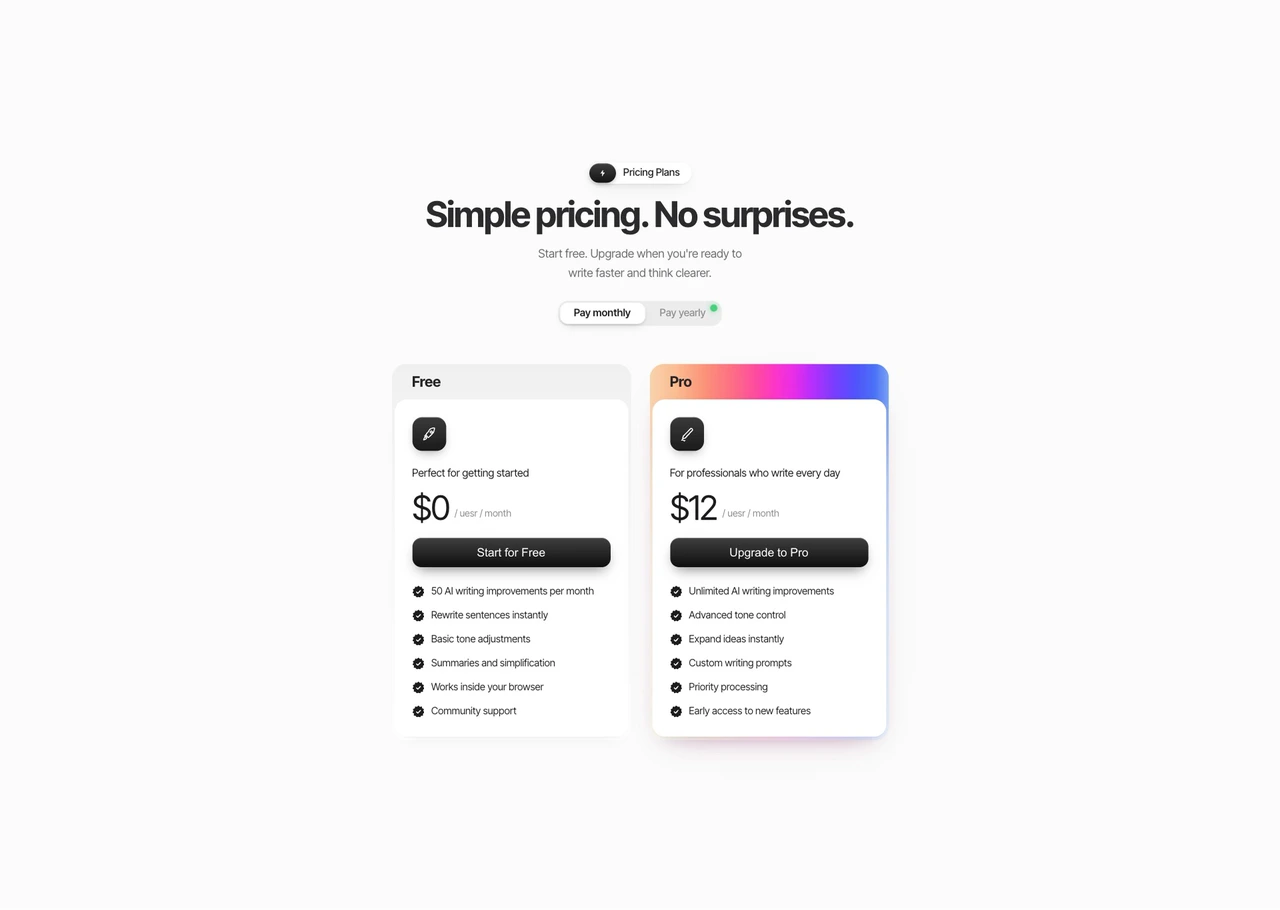 Pricing Plans
Simple pricing. No surprises.
Start free. Upgrade when you're ready to
write faster and think clearer.
Pay monthly
Pay yearly
Free
Perfect for getting started
$0 / uesr / month
Start for Free
50 AI writing improvements per month
Rewrite sentences instantly
Basic tone adjustments
Summaries and simplification
Works inside your browser
Community support
Pro
For professionals who write every day
$12 / uesr / month
Upgrade to Pro
Unlimited AI writing improvements
Advanced tone control
Expand ideas instantly
Custom writing prompts
Priority processing
Early access to new features